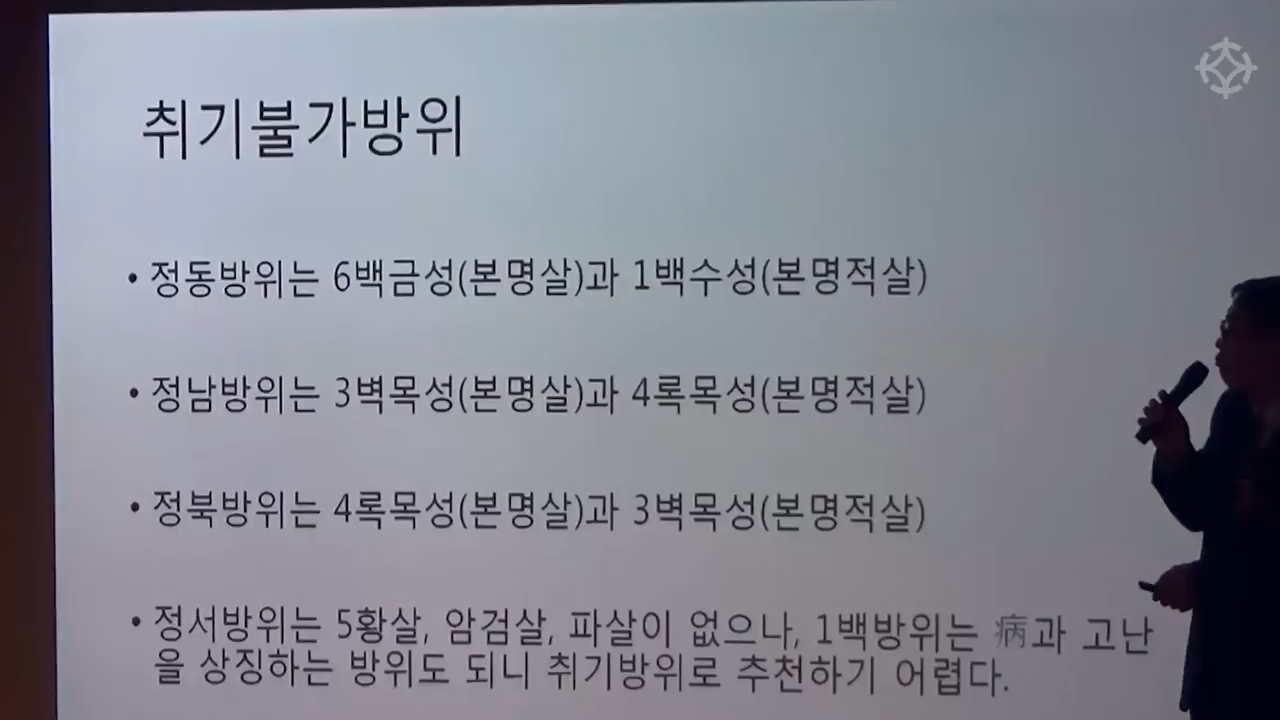 취기불가방위
• 정동방위는 6백금성(본명살)과 1백수성(본명적살)
• 정남방위는 3벽목성(본명살)과 4록목성(본명적살)
• 정북방위는 4록목성(본명살)과 3벽목성(본명적살)
• 정서방위는 5황살, 암검살, 파살이 없으나, 1백방위는 病과 고난
을 상징하는 방위도 되니 취기방위로 추천하기 어렵다.